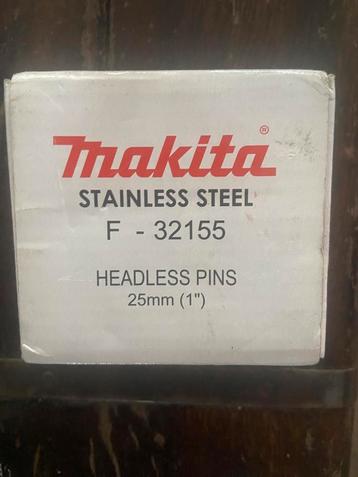 makita®
STAINLESS STEEL
F - 32155
HEADLESS PINS
25mm (1")